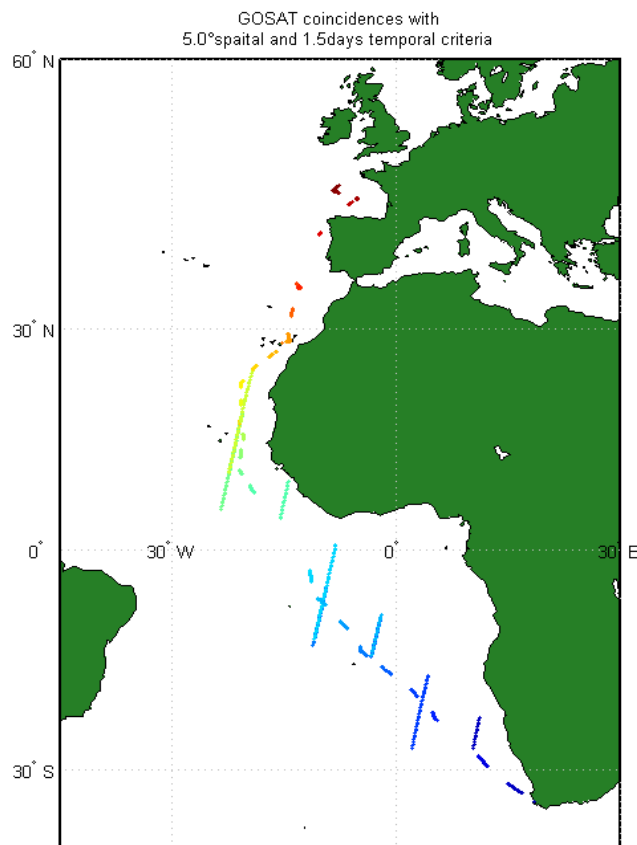 GOSAT coincidences with
5.0°spaital and 1.5days temporal criteria
60° N
30° N
0°
30° W
0°
30° E
30° S